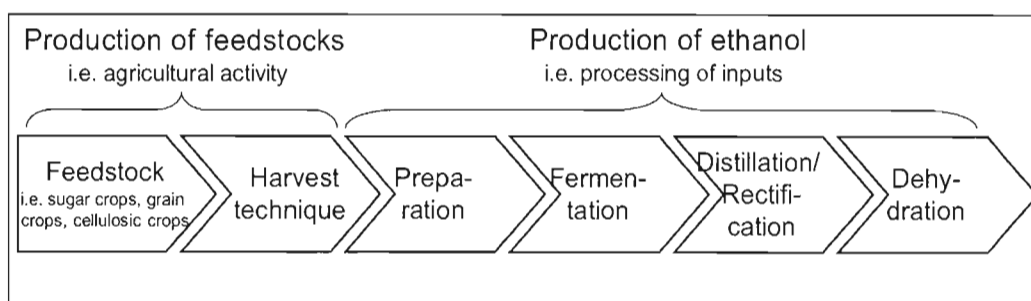 Production of feedstocks
i.e. agricultural activity
Production of ethanol
i.e. processing of inputs
Feedstock
i.e. sugar crops, grain
crops, cellulosic crops
Harvest
technique
Prepa-
ration
Fermen-
tation
Distillation/
Rectifi-
cation
Dehy-
dration